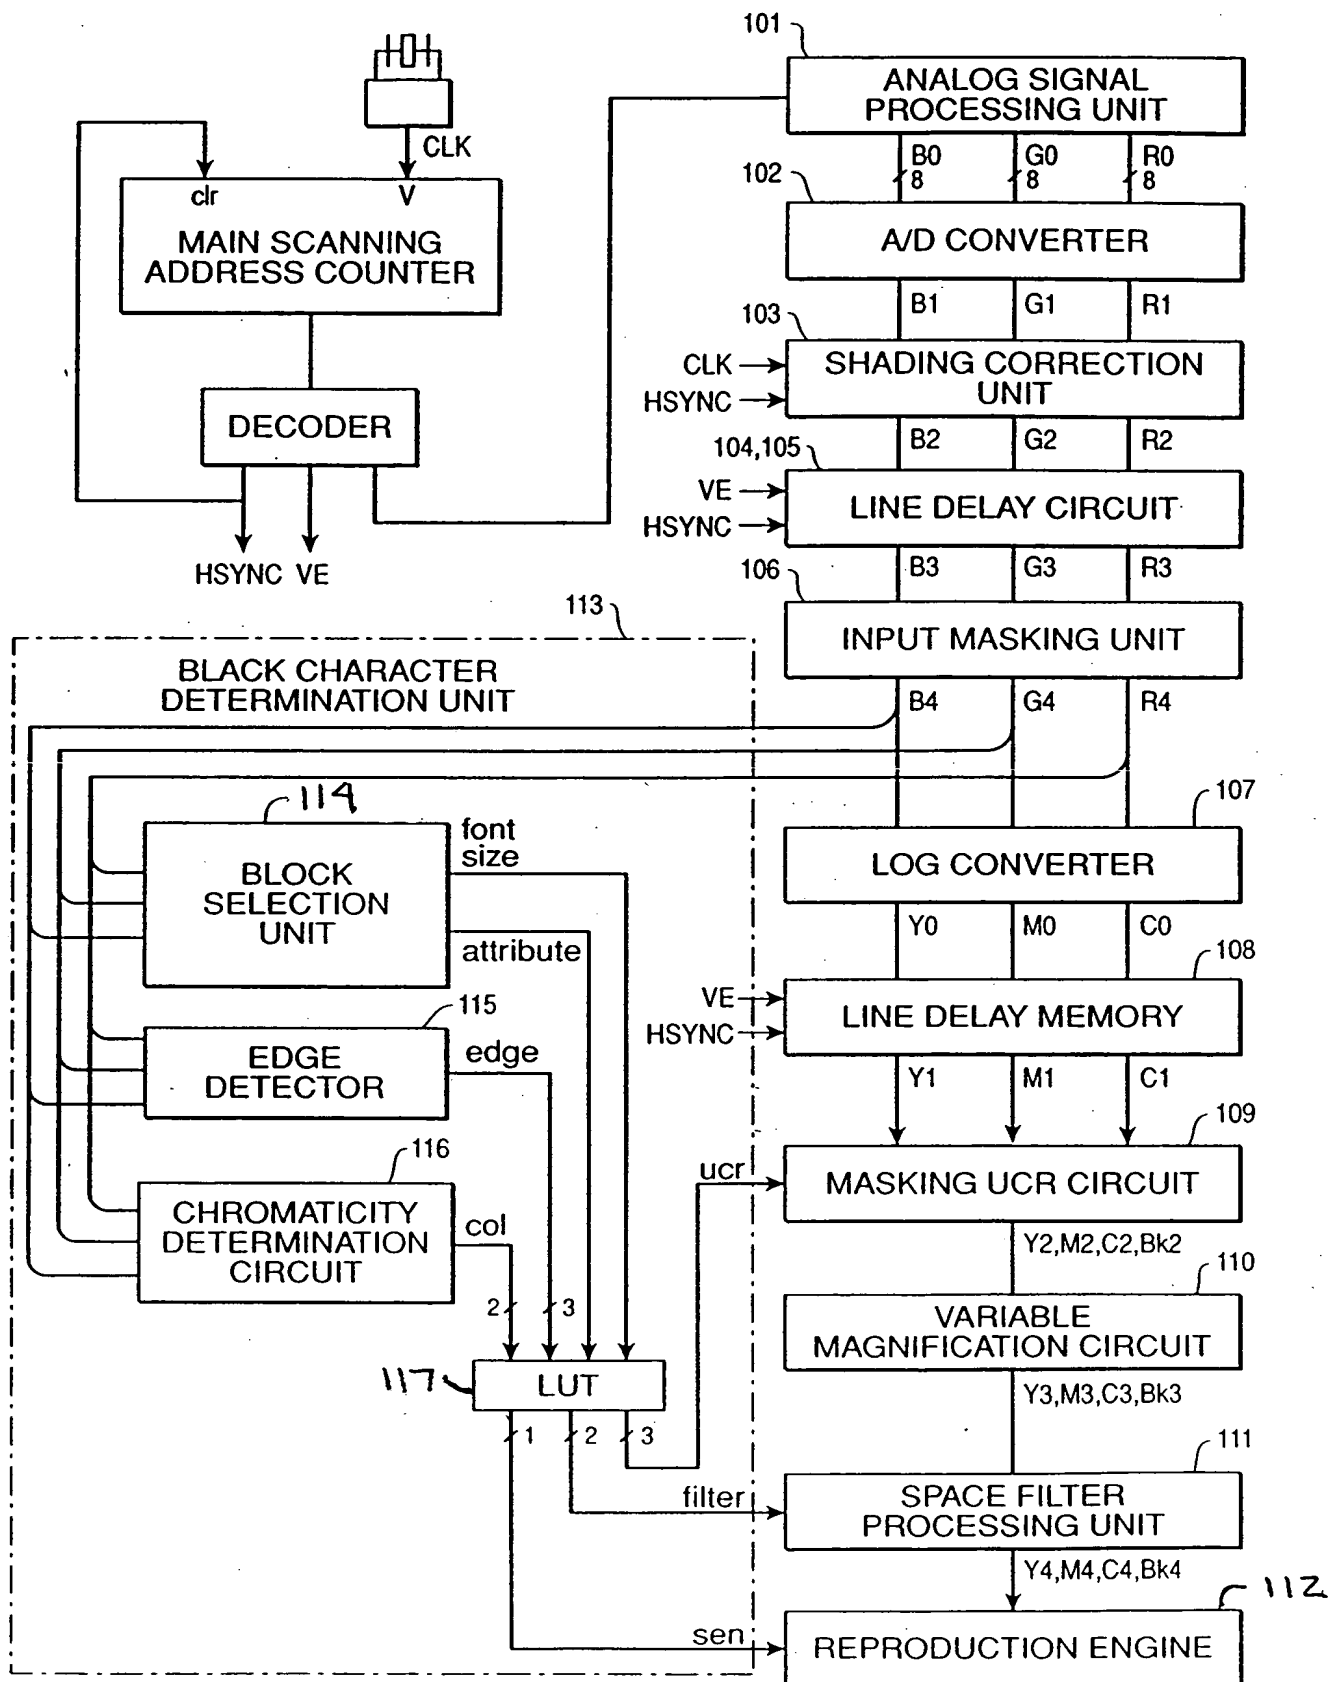 101
ANALOG SIGNAL
PROCESSING UNIT
CLK
B0 G0 R0
8 8 8
clr V
MAIN SCANNING
ADDRESS COUNTER
102
A/D CONVERTER
B1 G1 R1
103
CLK
HSYNC
SHADING CORRECTION
UNIT
DECODER
B2 G2 R2
104,105
VE
HSYNC
LINE DELAY CIRCUIT
HSYNC VE
B3 G3 R3
106
INPUT MASKING UNIT
113
BLACK CHARACTER
DETERMINATION UNIT
B4 G4 R4
114
BLOCK
SELECTION
UNIT
font
size
attribute
107
LOG CONVERTER
Y0 M0 C0
108
VE
HSYNC
LINE DELAY MEMORY
115
EDGE
DETECTOR
edge
Y1 M1 C1
109
116
CHROMATICITY
DETERMINATION
CIRCUIT
col
ucr
MASKING UCR CIRCUIT
Y2,M2,C2,Bk2
110
2 3
VARIABLE
MAGNIFICATION CIRCUIT
117
LUT
Y3,M3,C3,Bk3
1 2 3
111
filter
SPACE FILTER
PROCESSING UNIT
Y4,M4,C4,Bk4
112
sen
REPRODUCTION ENGINE